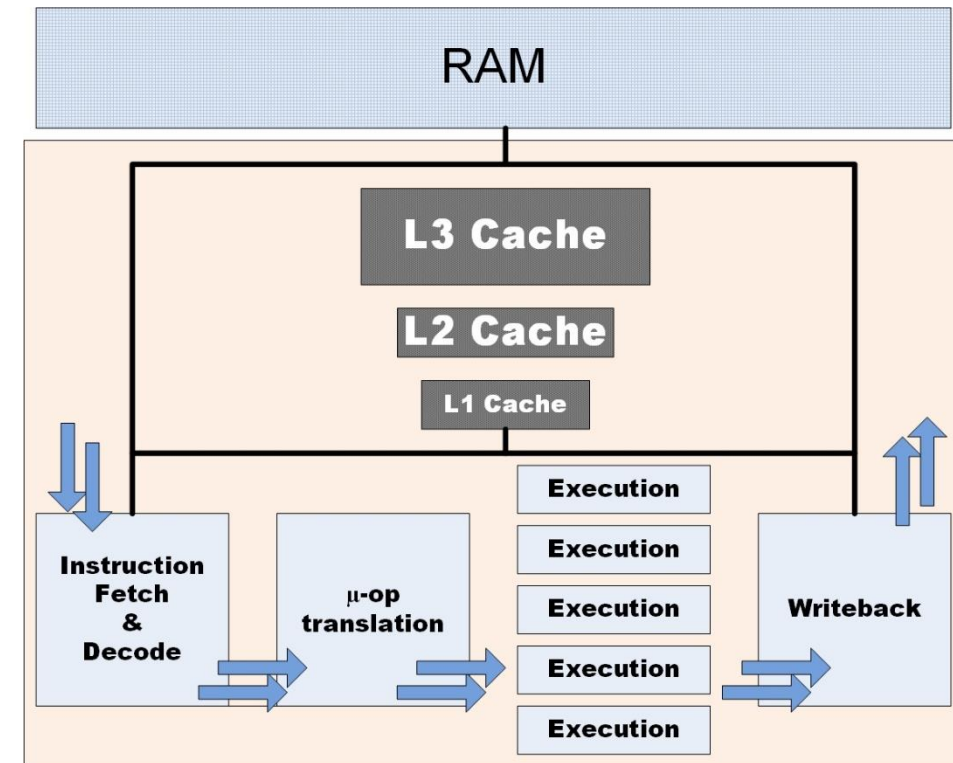 RAM
L3 Cache
L2 Cache
L1 Cache
Instruction
Fetch
&
Decode
μ-op
translation
Execution
Execution
Execution
Execution
Execution
Writeback